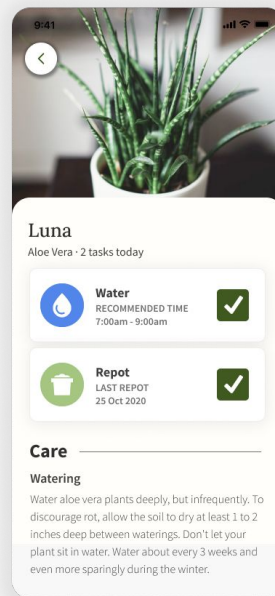 9:41
Luna
Aloe Vera · 2 tasks today
Water
RECOMMENDED TIME
7:00am - 9:00am
Repot
LAST REPOT
25 Oct 2020
Care
Watering
Water aloe vera plants deeply, but infrequently. To
discourage rot, allow the soil to dry at least 1 to 2
inches deep between waterings. Don't let your
plant sit in water. Water about every 3 weeks and
even more sparingly during the winter.